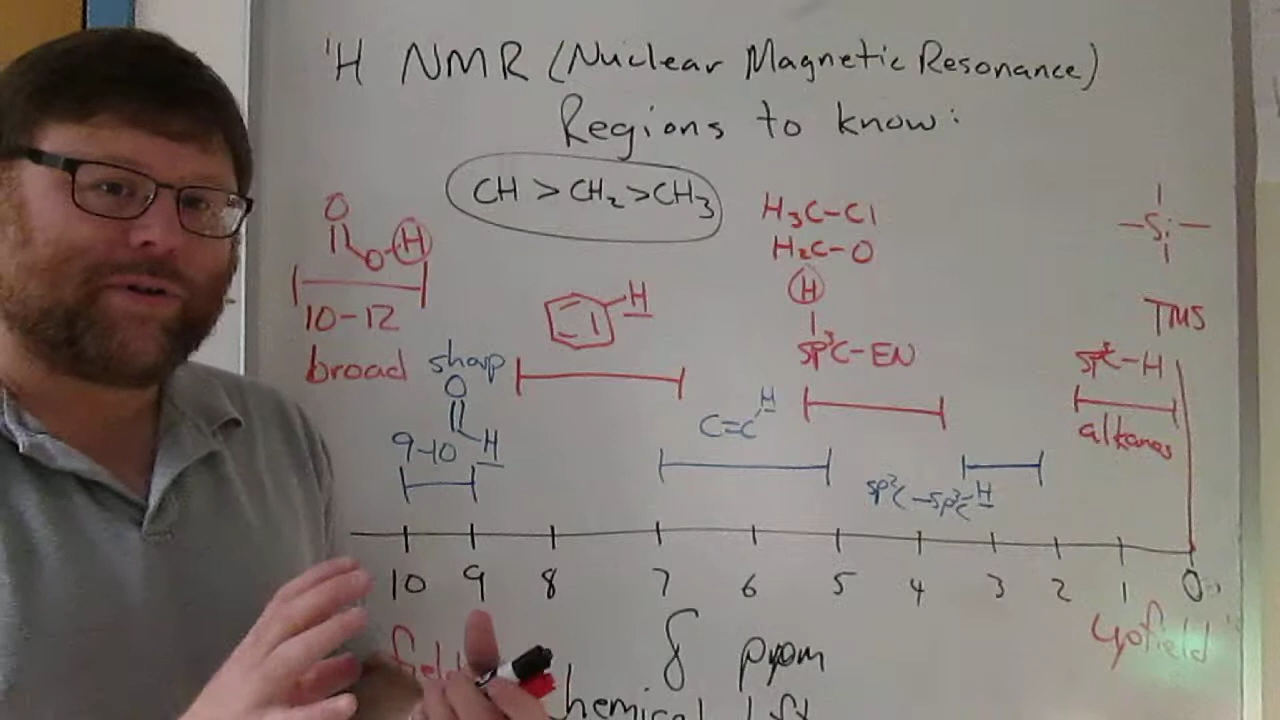 ¹H NMR (Nuclear Magnetic Resonance)
Regions to know:
CH > CH₂ > CH₃
O
O-H
10-12
broad
sharp
O
H
9-10
H
C=C
H
H₃C-Cl
H₂C-O
H
sp³C-EN
sp²C-sp³C-H
Si
TMS
C-H
alkanes
10 9 8 7 6 5 4 3 2 1 0
field
δ ppm
upfield
chemical